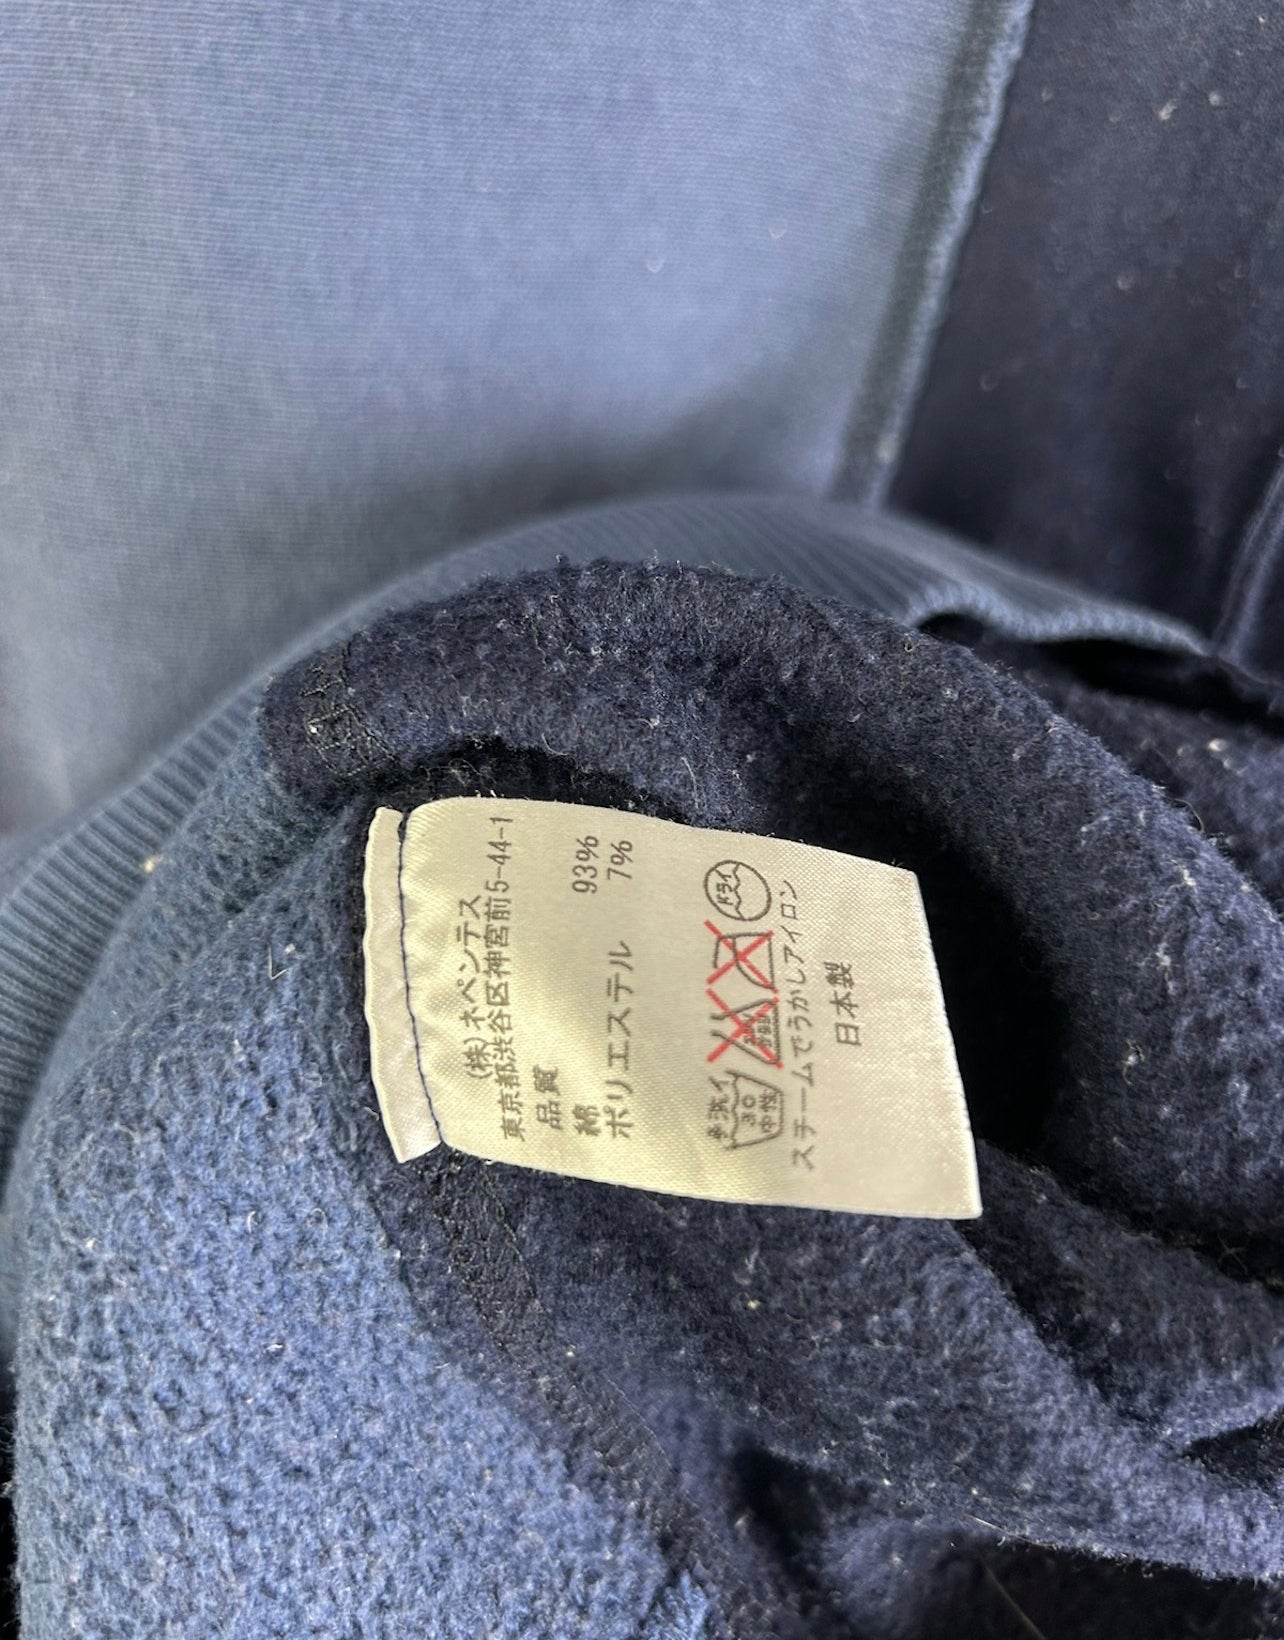 (株)ネペンテス
東京都渋谷区神宮前5-44-1
品質
綿 93%
ポリエステル 7%
手洗イ 30 中性 ドライ
スチームでうかしアイロン
日本製